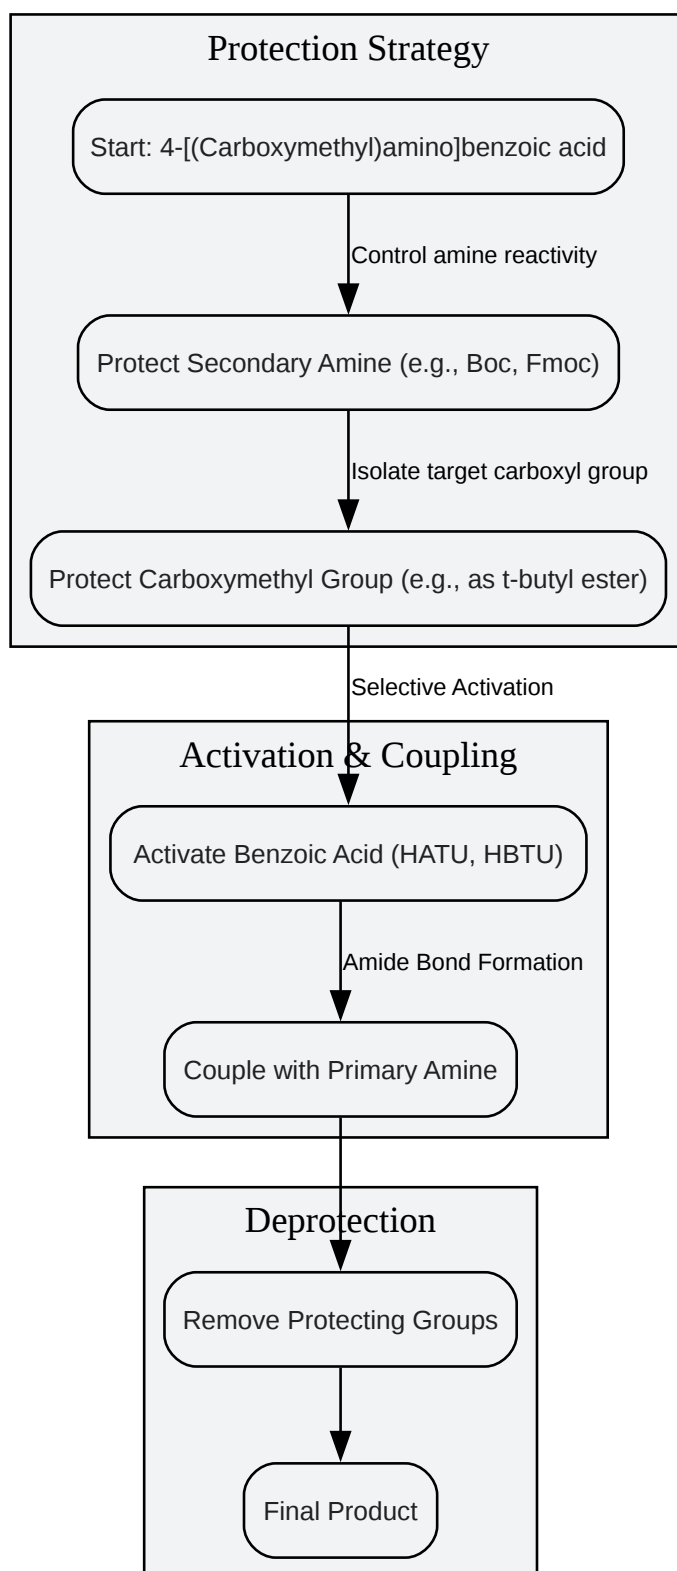 Protection Strategy
Start: 4-[(Carboxymethyl)amino]benzoic acid
Control amine reactivity
Protect Secondary Amine (e.g., Boc, Fmoc)
Isolate target carboxyl group
Protect Carboxymethyl Group (e.g., as t-butyl ester)
Selective Activation
Activation & Coupling
Activate Benzoic Acid (HATU, HBTU)
Amide Bond Formation
Couple with Primary Amine
Deprotection
Remove Protecting Groups
Final Product